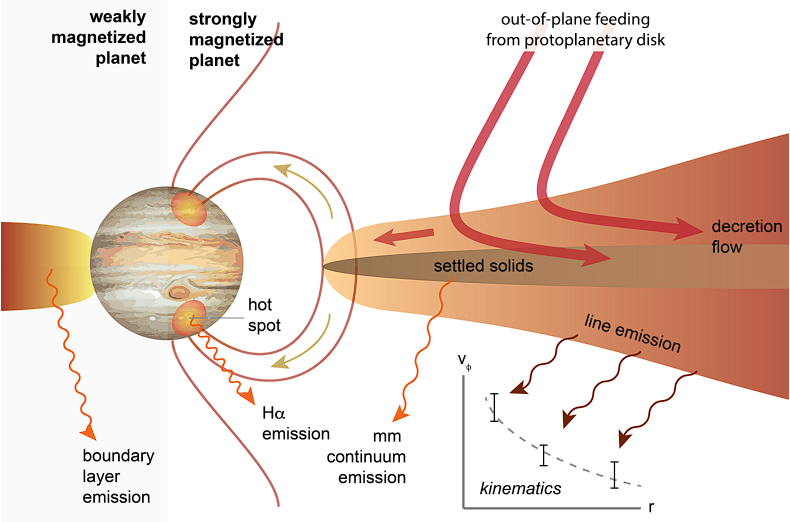 weakly
magnetized
planet
strongly
magnetized
planet
out-of-plane feeding
from protoplanetary disk
decretion
flow
settled solids
hot
spot
line emission
Hα
emission
mm
continuum
emission
boundary
layer
emission
vϕ
kinematics
r